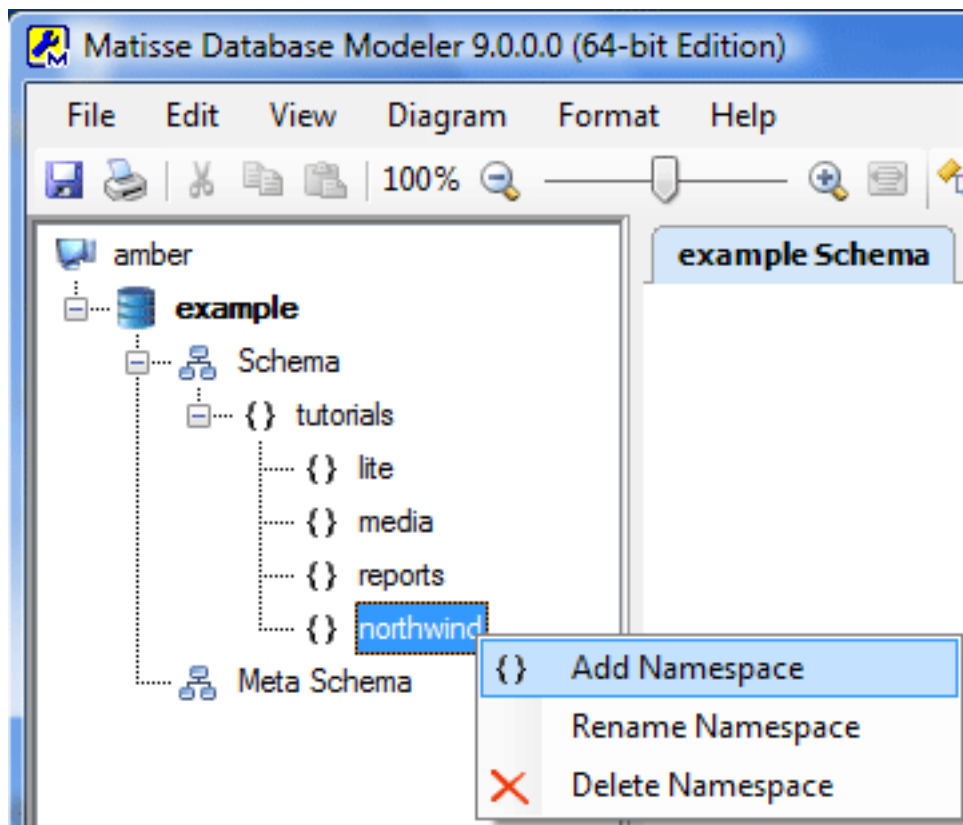 Matisse Database Modeler 9.0.0.0 (64-bit Edition)
File Edit View Diagram Format Help
100%
amber
example Schema
example
Schema
{} tutorials
{} lite
{} media
{} reports
{} northwind
Meta Schema
{} Add Namespace
Rename Namespace
Delete Namespace